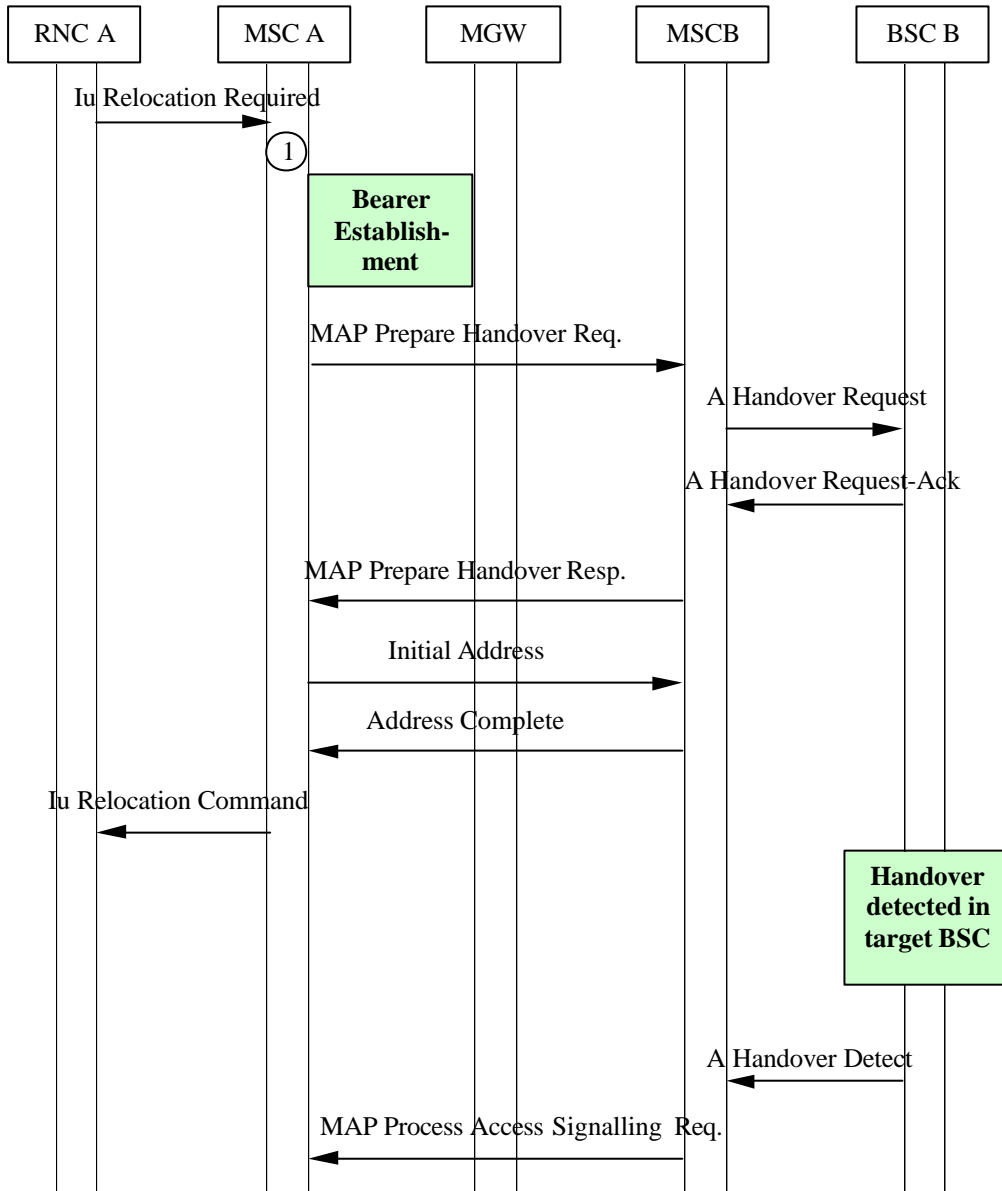 RNC A
MSC A
MGW
MSCB
BSC B
Iu Relocation Required
1
Bearer
Establish-
ment
MAP Prepare Handover Req.
A Handover Request
A Handover Request-Ack
MAP Prepare Handover Resp.
Initial Address
Address Complete
Iu Relocation Command
Handover
detected in
target BSC
A Handover Detect
MAP Process Access Signalling Req.